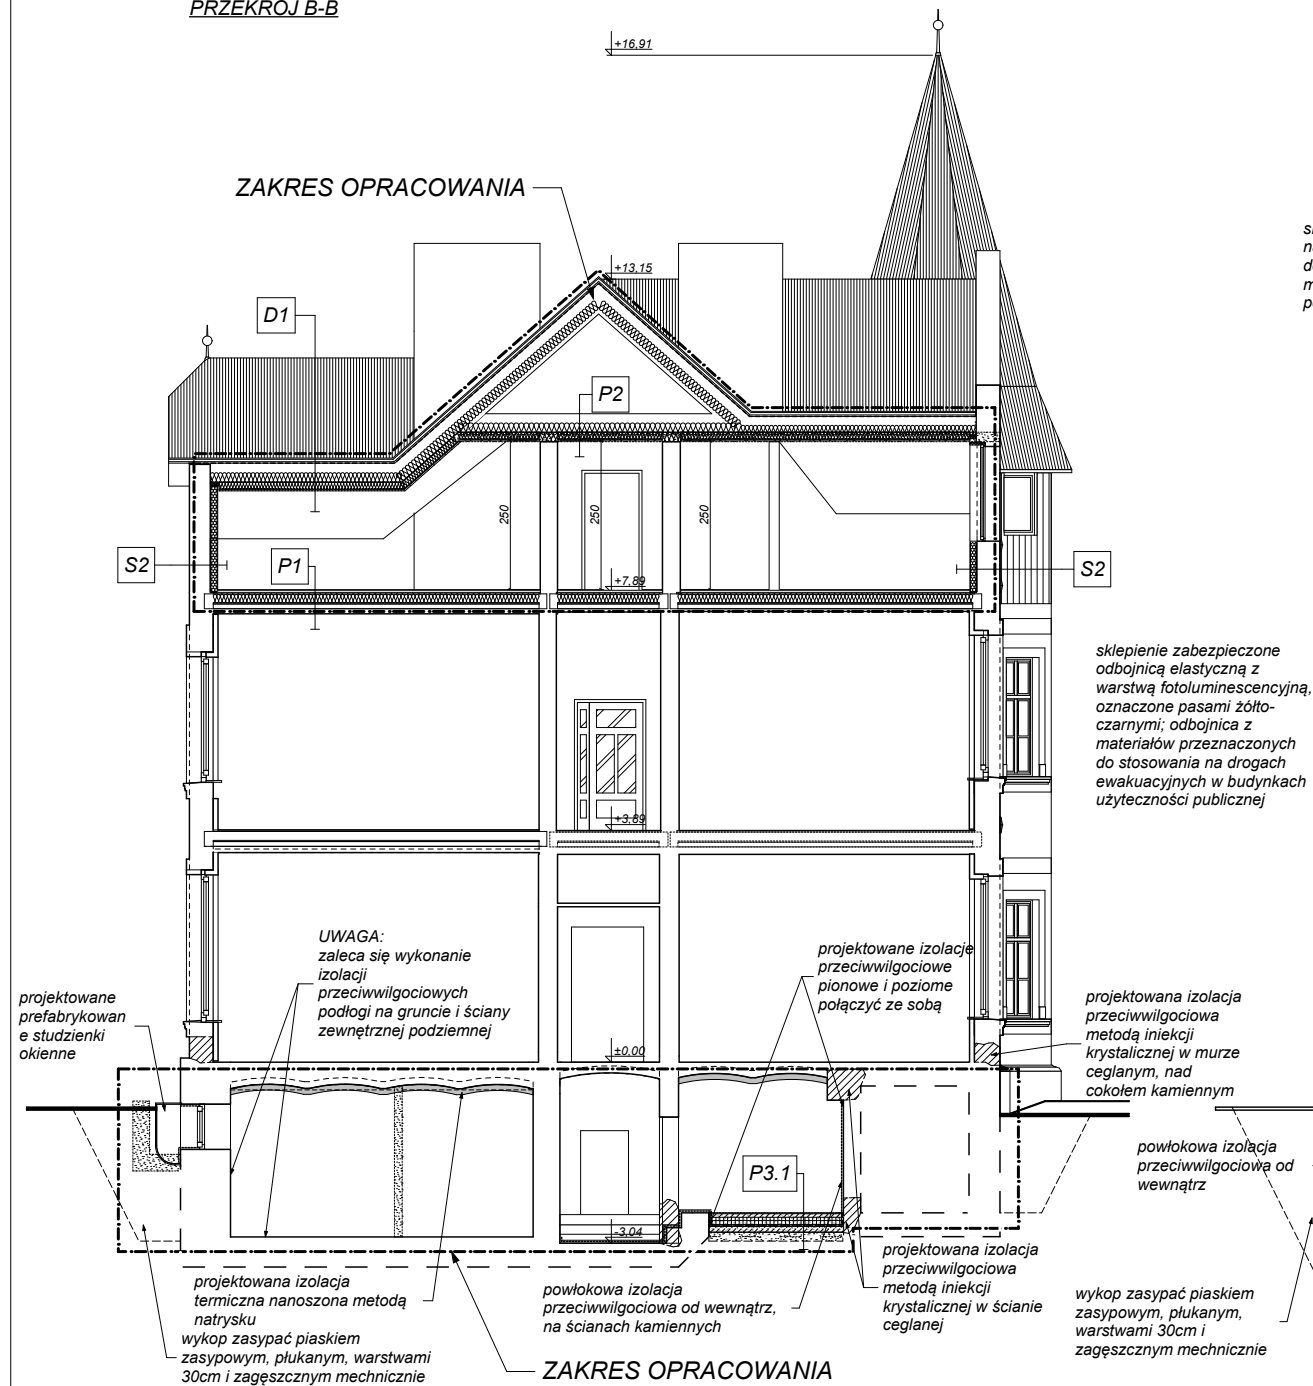 PRZEKRÓJ B-B
+16,91
ZAKRES OPRACOWANIA
+13,15
D1
P2
250
250
250
S2
P1
+7,89
S2
sklepienie zabezpieczone
odbojnicą elastyczną z
warstwą fotoluminescencyjną,
oznaczone pasami żółto-
czarnymi; odbojnica z
materiałów przeznaczonych
do stosowania na drogach
ewakuacyjnych w budynkach
użyteczności publicznej
+3,89
UWAGA:
zaleca się wykonanie
izolacji
przeciwwilgociowych
podłogi na gruncie i ściany
zewnętrznej podziemnej
projektowane izolacje
przeciwwilgociowe
pionowe i poziome
połączyć ze sobą
projektowane
prefabrykowan
e studzienki
okienne
projektowana izolacja
przeciwwilgociowa
metodą iniekcji
krystalicznej w murze
ceglanym, nad
cokołem kamiennym
±0,00
powłokowa izolacja
przeciwwilgociowa od
wewnątrz
P3.1
-3,04
projektowana izolacja
termiczna nanoszona metodą
natrysku
wykop zasypać piaskiem
zasypowym, płukanym, warstwami
30cm i zagęszcznym mechnicznie
powłokowa izolacja
przeciwwilgociowa od wewnątrz,
na ścianach kamiennych
projektowana izolacja
przeciwwilgociowa
metodą iniekcji
krystalicznej w ścianie
ceglanej
wykop zasypać piaskiem
zasypowym, płukanym,
warstwami 30cm i
zagęszcznym mechnicznie
ZAKRES OPRACOWANIA